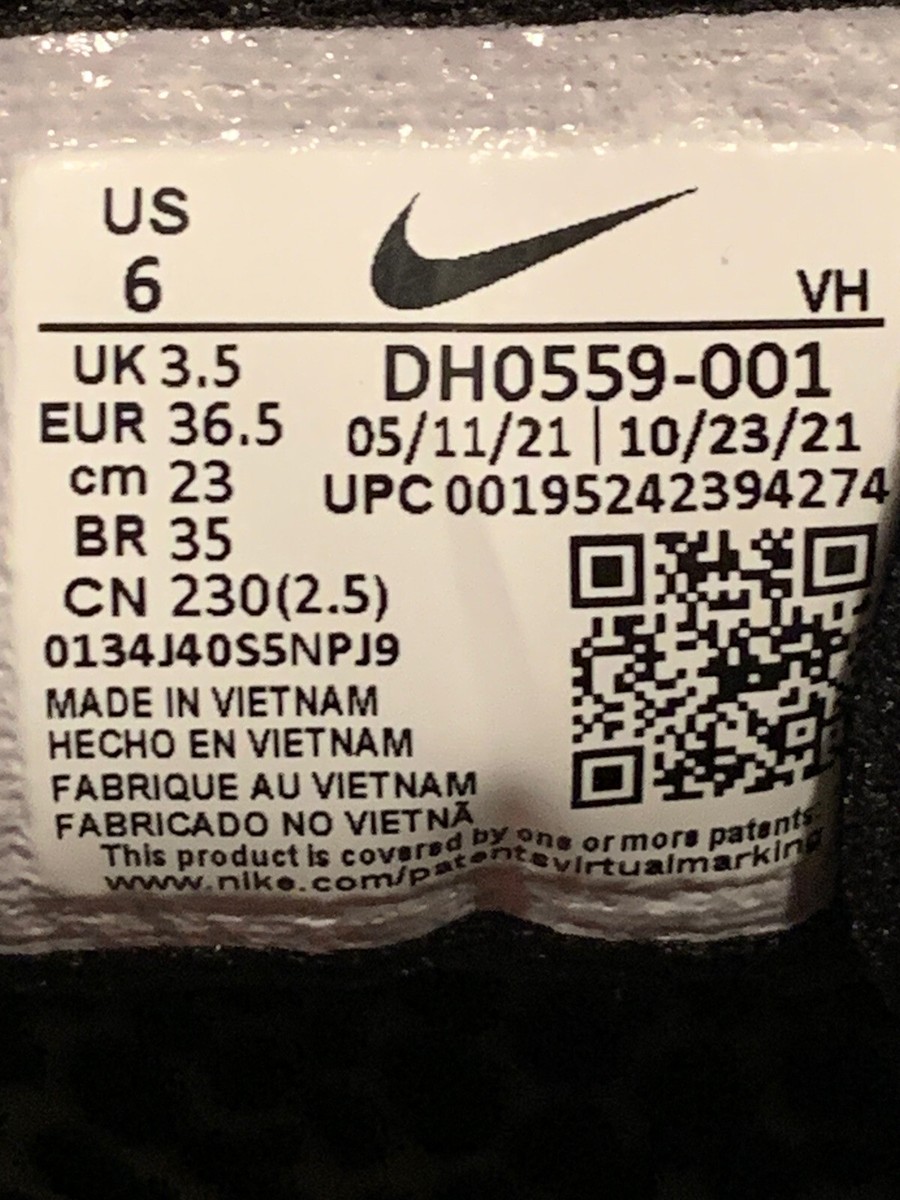 US
6
VH
UK 3.5
DH0559-001
EUR 36.5
05/11/21 | 10/23/21
cm 23
UPC 00195242394274
BR 35
CN 230(2.5)
0134J40S5NPJ9
MADE IN VIETNAM
HECHO EN VIETNAM
FABRIQUE AU VIETNAM
FABRICADO NO VIETNÃ
This product is covered by one or more patents.
www.nike.com/patentsvirtualmarking